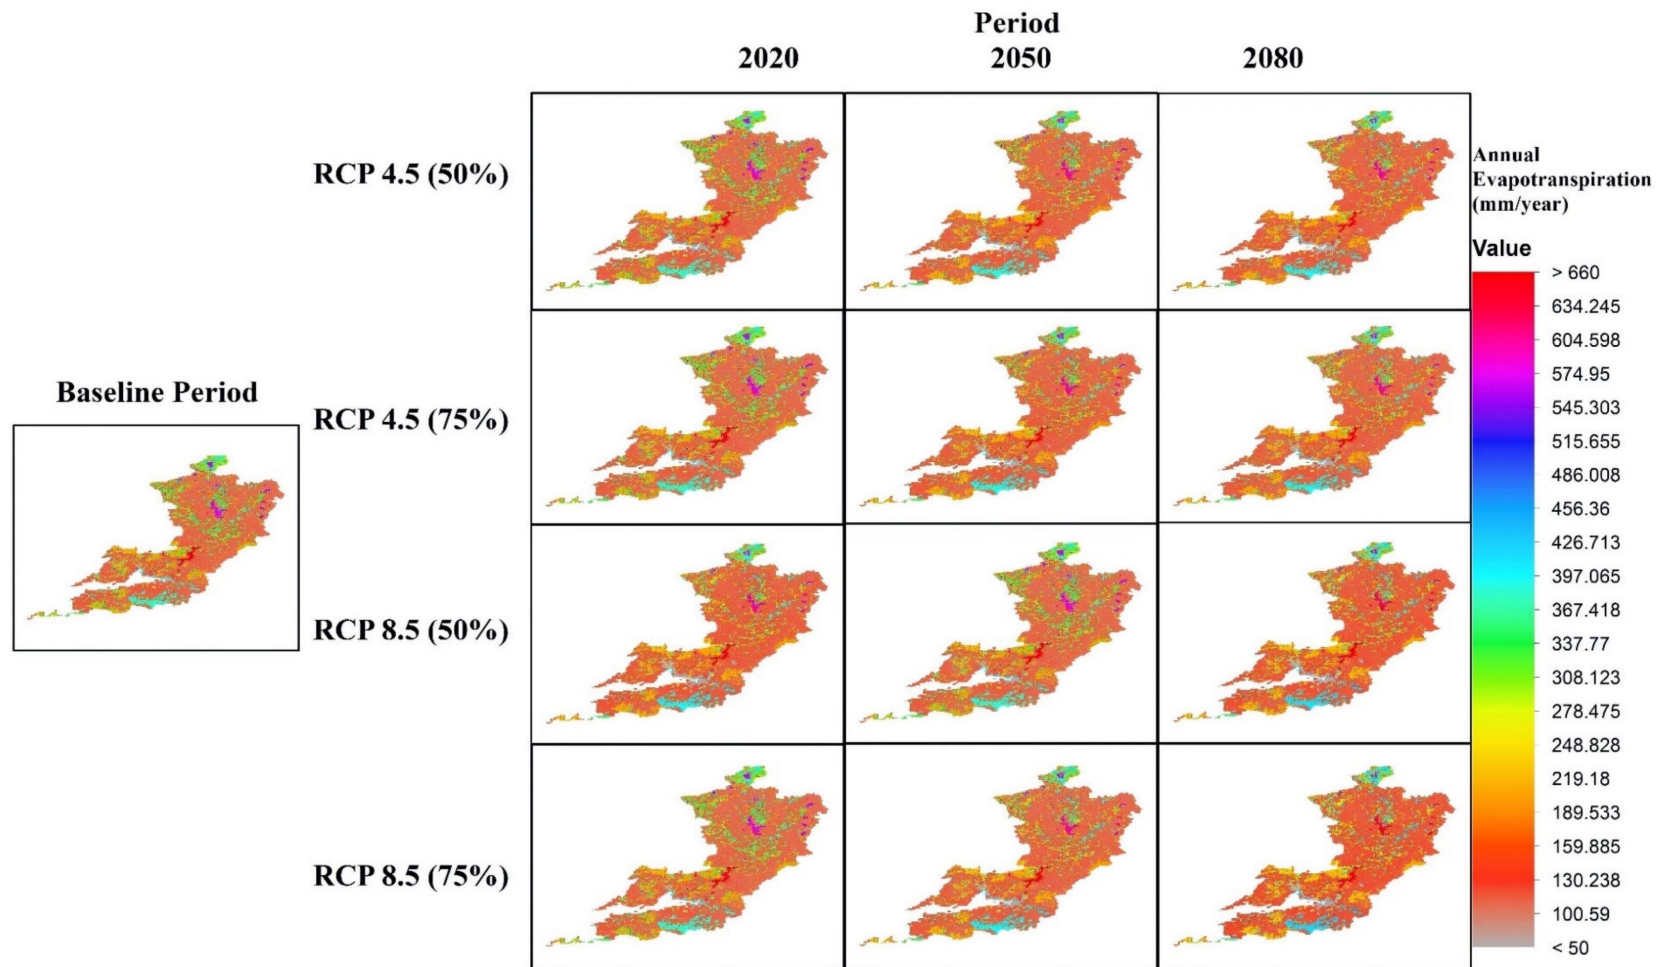 Period
2020 2050 2080
RCP 4.5 (50%)
RCP 4.5 (75%)
Baseline Period
RCP 8.5 (50%)
RCP 8.5 (75%)
Annual
Evapotranspiration
(mm/year)
Value
> 660
634.245
604.598
574.95
545.303
515.655
486.008
456.36
426.713
397.065
367.418
337.77
308.123
278.475
248.828
219.18
189.533
159.885
130.238
100.59
< 50